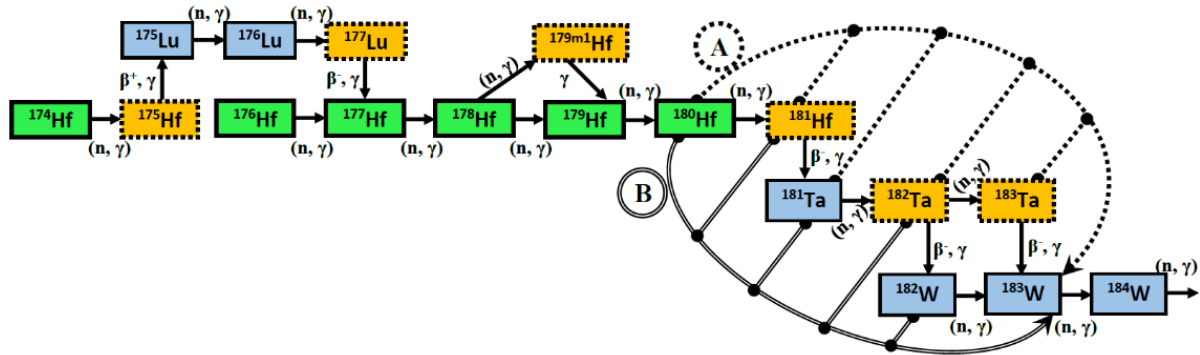 (n, γ) (n, γ)
¹⁷⁵Lu ¹⁷⁶Lu ¹⁷⁷Lu ¹⁷⁹ᵐ¹Hf A
β⁺, γ β⁻, γ (n, γ) γ (n, γ) (n, γ)
¹⁷⁴Hf ¹⁷⁵Hf ¹⁷⁶Hf ¹⁷⁷Hf ¹⁷⁸Hf ¹⁷⁹Hf ¹⁸⁰Hf ¹⁸¹Hf
(n, γ) (n, γ) (n, γ) (n, γ)
β⁻, γ
B ¹⁸¹Ta ¹⁸²Ta (n, γ) ¹⁸³Ta
(n, γ)
β⁻, γ β⁻, γ
(n, γ)
¹⁸²W ¹⁸³W ¹⁸⁴W
(n, γ) (n, γ)